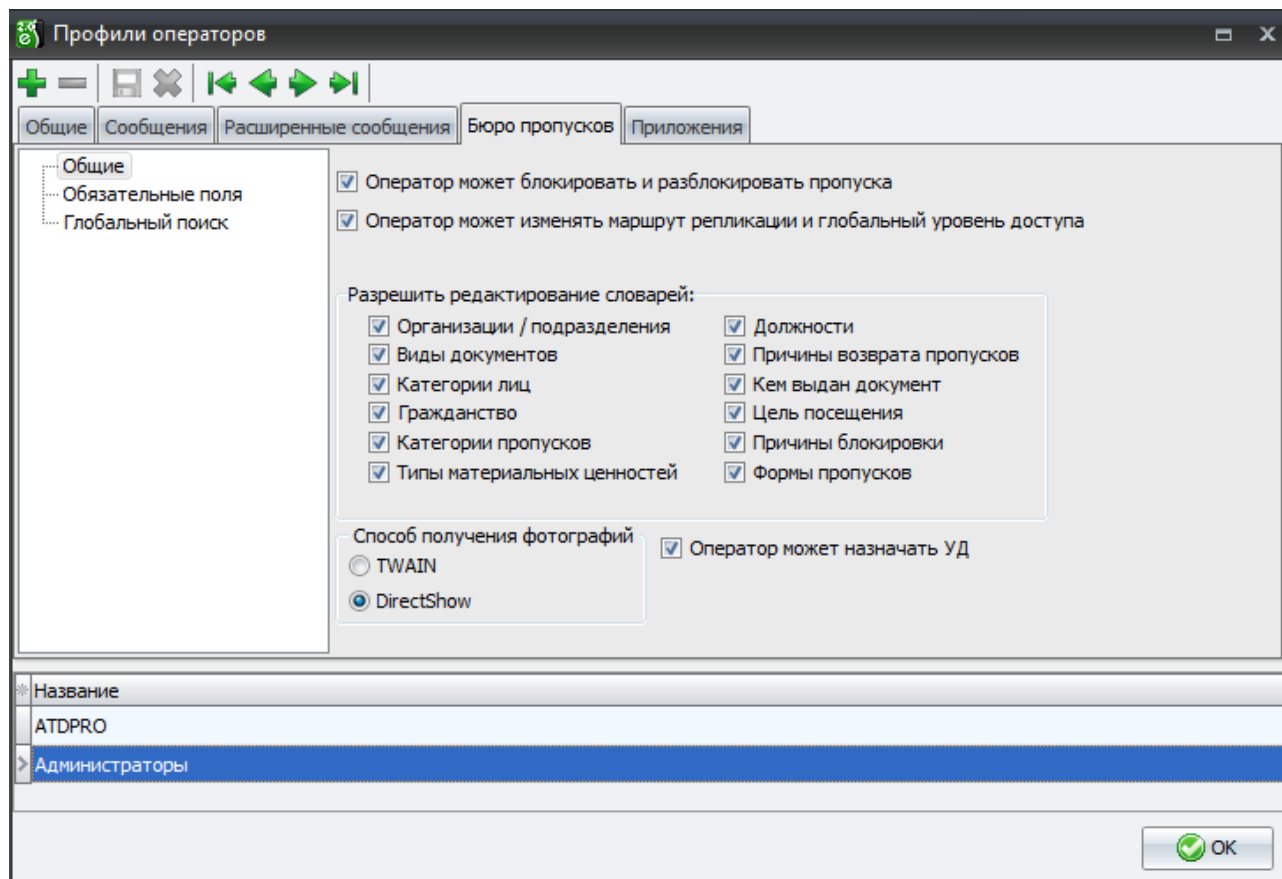 Профили операторов
Общие Сообщения Расширенные сообщения Бюро пропусков Приложения
Общие
Обязательные поля
Глобальный поиск
Оператор может блокировать и разблокировать пропуска
Оператор может изменять маршрут репликации и глобальный уровень доступа
Разрешить редактирование словарей:
Организации / подразделения Должности
Виды документов Причины возврата пропусков
Категории лиц Кем выдан документ
Гражданство Цель посещения
Категории пропусков Причины блокировки
Типы материальных ценностей Формы пропусков
Способ получения фотографий
Оператор может назначать УД
TWAIN
DirectShow
Название
ATDPRO
Администраторы
OK